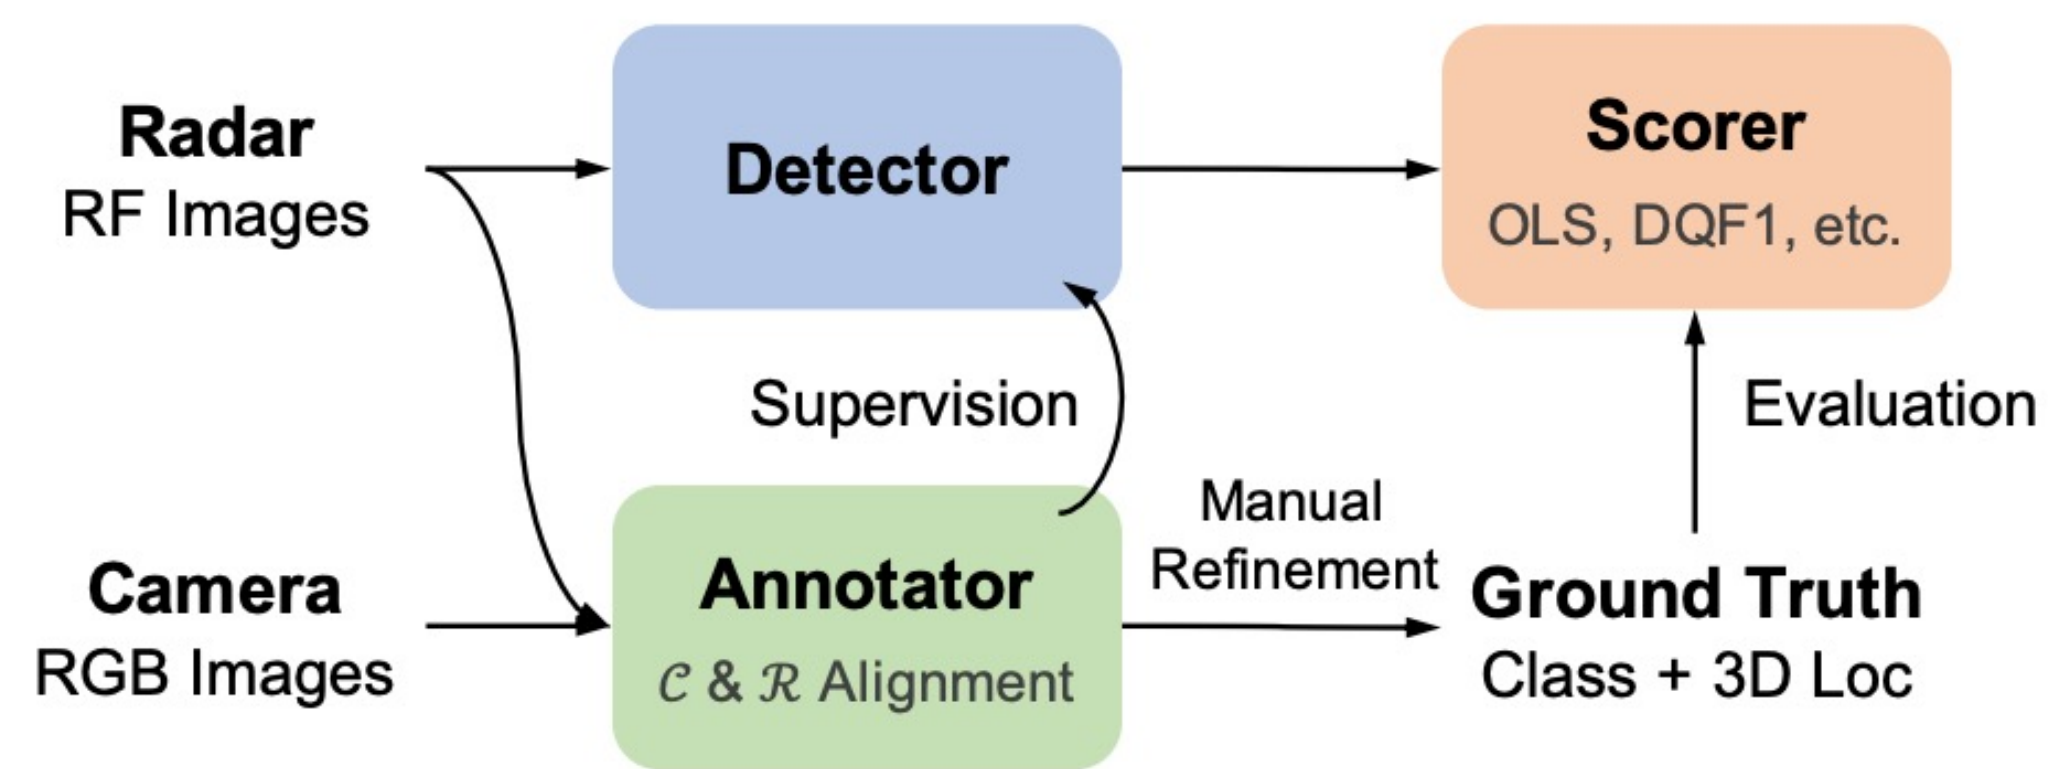 Radar
RF Images
Detector
Scorer
OLS, DQF1, etc.
Supervision
Evaluation
Camera
RGB Images
Annotator
𝒞 & ℛ Alignment
Manual
Refinement
Ground Truth
Class + 3D Loc